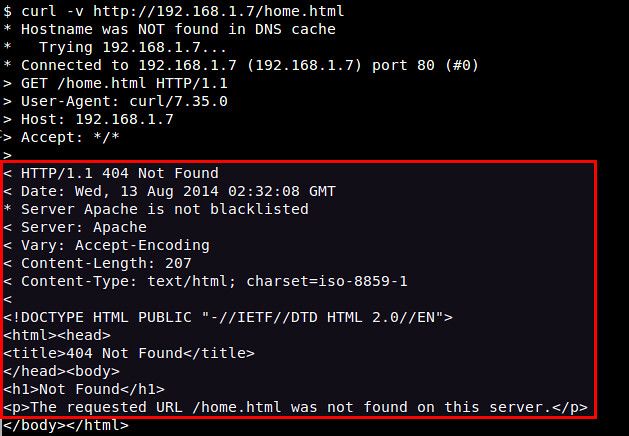 $ curl -v http://192.168.1.7/home.html
* Hostname was NOT found in DNS cache
*   Trying 192.168.1.7...
* Connected to 192.168.1.7 (192.168.1.7) port 80 (#0)
> GET /home.html HTTP/1.1
> User-Agent: curl/7.35.0
> Host: 192.168.1.7
> Accept: */*
>
< HTTP/1.1 404 Not Found
< Date: Wed, 13 Aug 2014 02:32:08 GMT
* Server Apache is not blacklisted
< Server: Apache
< Vary: Accept-Encoding
< Content-Length: 207
< Content-Type: text/html; charset=iso-8859-1
<
<!DOCTYPE HTML PUBLIC "-//IETF//DTD HTML 2.0//EN">
<html><head>
<title>404 Not Found</title>
</head><body>
<h1>Not Found</h1>
<p>The requested URL /home.html was not found on this server.</p>
</body></html>